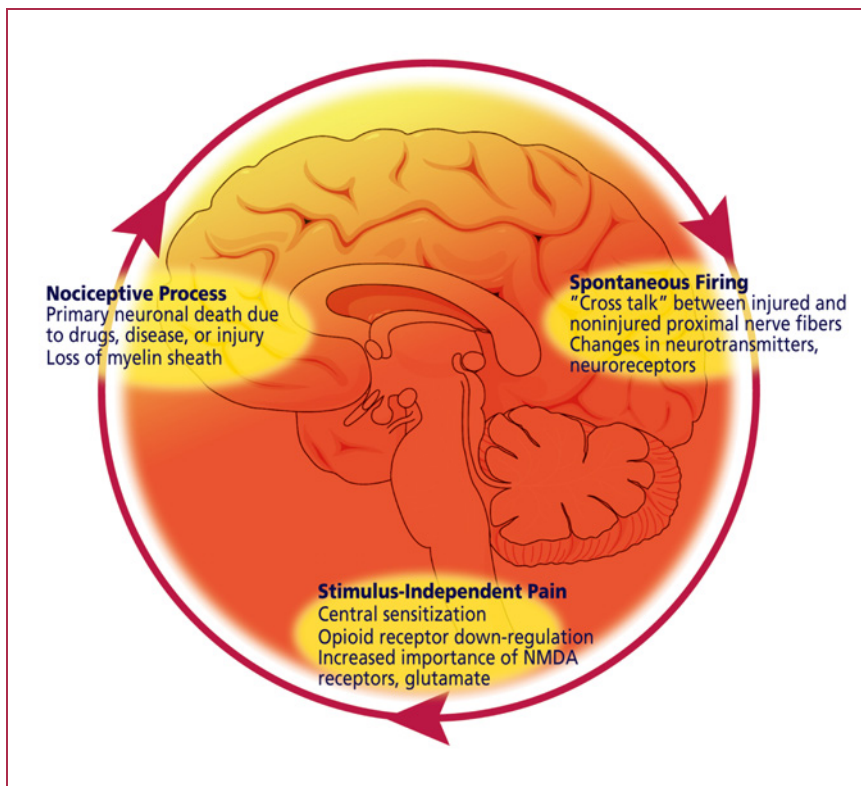 Nociceptive Process
Primary neuronal death due
to drugs, disease, or injury
Loss of myelin sheath
Spontaneous Firing
"Cross talk" between injured and
noninjured proximal nerve fibers
Changes in neurotransmitters,
neuroreceptors
Stimulus-Independent Pain
Central sensitization
Opioid receptor down-regulation
Increased importance of NMDA
receptors, glutamate